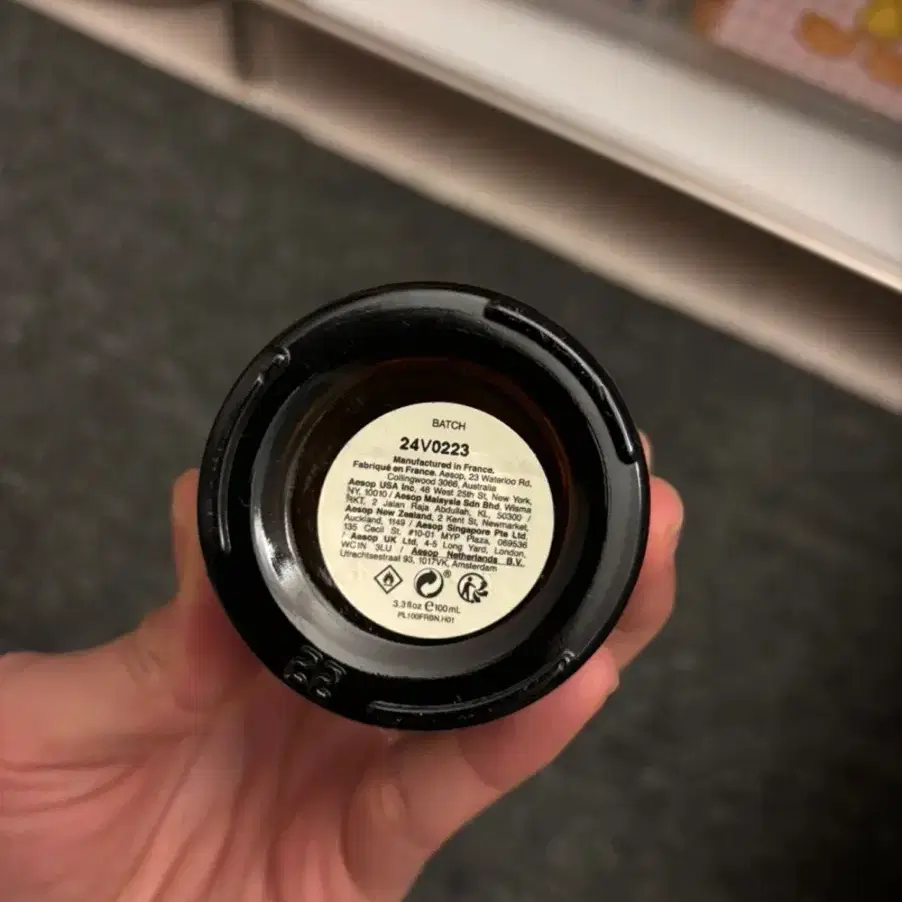 BATCH
24V0223
Manufactured in France.
Fabriqué en France. Aesop, 23 Waterloo Rd,
Collingwood 3066, Australia
Aesop USA Inc, 48 West 25th St, New York,
NY, 10010 / Aesop Malaysia Sdn Bhd, Wisma
RKT, 2 Jalan Raja Abdullah, KL, 50300 /
Aesop New Zealand, 2 Kent St, Newmarket,
Auckland, 1149 / Aesop Singapore Pte Ltd,
135 Cecil St, #10-01 MYP Plaza, 069536
/ Aesop UK Ltd, 4-5 Long Yard, London,
WC1N 3LU / Aesop Netherlands B.V.
Utrechtsestraat 93, 1017VK, Amsterdam
®
3.3 fl oz ℮100mL
PL100FRBN.H01